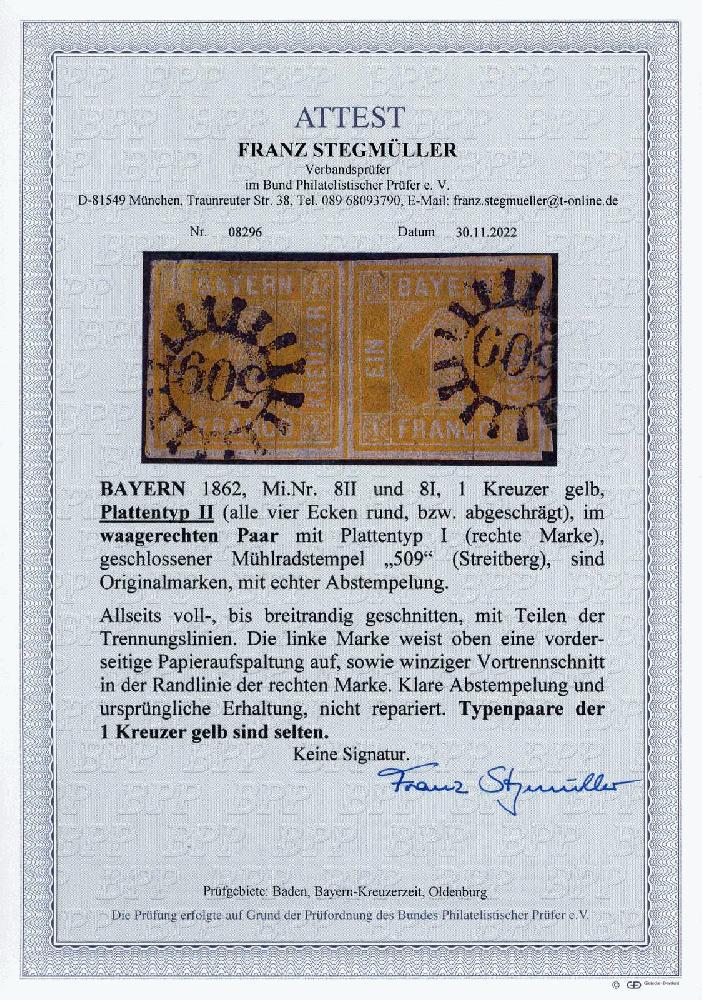 ATTEST
FRANZ STEGMÜLLER
Verbandsprüfer
im Bund Philatelistischer Prüfer e. V.
D-81549 München, Traunreuter Str. 38, Tel. 089 68093790, E-Mail: franz.stegmueller@t-online.de
Nr. 08296 Datum 30.11.2022
BAYERN BAYE
KREUZER EIN
509 509
FRANCO
BAYERN 1862, Mi.Nr. 8II und 8I, 1 Kreuzer gelb,
Plattentyp II (alle vier Ecken rund, bzw. abgeschrägt), im
waagerechten Paar mit Plattentyp I (rechte Marke),
geschlossener Mühlradstempel „509“ (Streitberg), sind
Originalmarken, mit echter Abstempelung.
Allseits voll-, bis breitrandig geschnitten, mit Teilen der
Trennungslinien. Die linke Marke weist oben eine vorder-
seitige Papieraufspaltung auf, sowie winziger Vortrennschnitt
in der Randlinie der rechten Marke. Klare Abstempelung und
ursprüngliche Erhaltung, nicht repariert. Typenpaare der
1 Kreuzer gelb sind selten.
Keine Signatur.
Franz Stegmüller
Prüfgebiete: Baden, Bayern-Kreuzerzeit, Oldenburg
Die Prüfung erfolgte auf Grund der Prüfordnung des Bundes Philatelistischer Prüfer e.V.